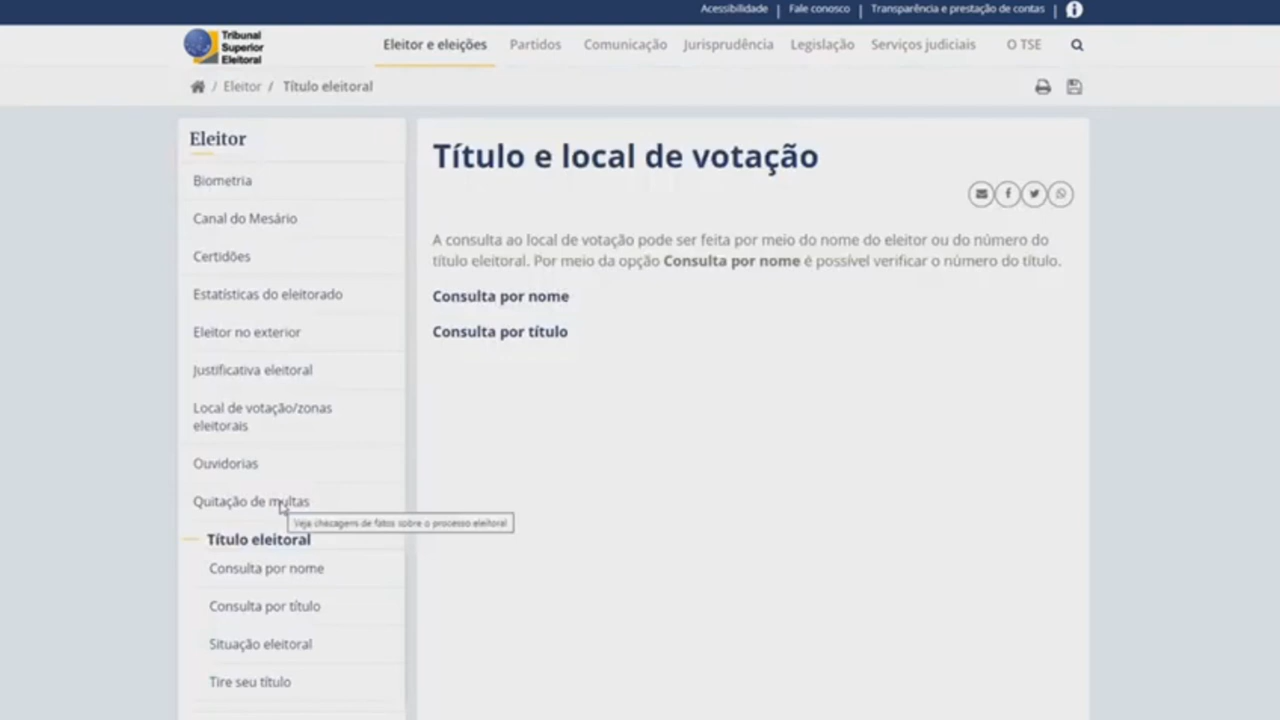 Acessibilidade | Fale conosco | Transparência e prestação de contas |
Tribunal
Superior
Eleitoral
Eleitor e eleições Partidos Comunicação Jurisprudência Legislação Serviços judiciais O TSE
/ Eleitor / Título eleitoral
Eleitor
Biometria
Canal do Mesário
Certidões
Estatísticas do eleitorado
Eleitor no exterior
Justificativa eleitoral
Local de votação/zonas
eleitorais
Ouvidorias
Quitação de multas
Veja checagens de fatos sobre o processo eleitoral
Título eleitoral
Consulta por nome
Consulta por título
Situação eleitoral
Tire seu título
Título e local de votação
A consulta ao local de votação pode ser feita por meio do nome do eleitor ou do número do
título eleitoral. Por meio da opção Consulta por nome é possível verificar o número do título.
Consulta por nome
Consulta por título